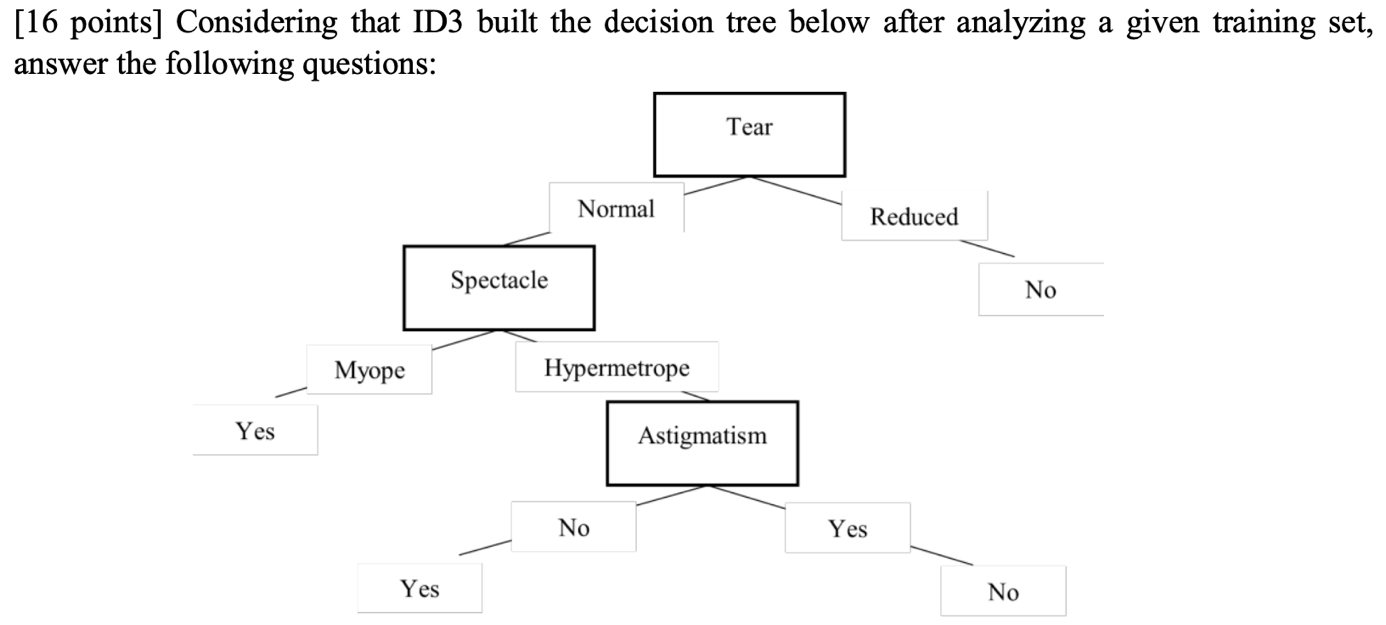 [16 points] Considering that ID3 built the decision tree below after analyzing a given training set,
answer the following questions:
Tear
Normal
Reduced
Spectacle
No
Myope
Hypermetrope
Yes
Astigmatism
No
Yes
Yes
No